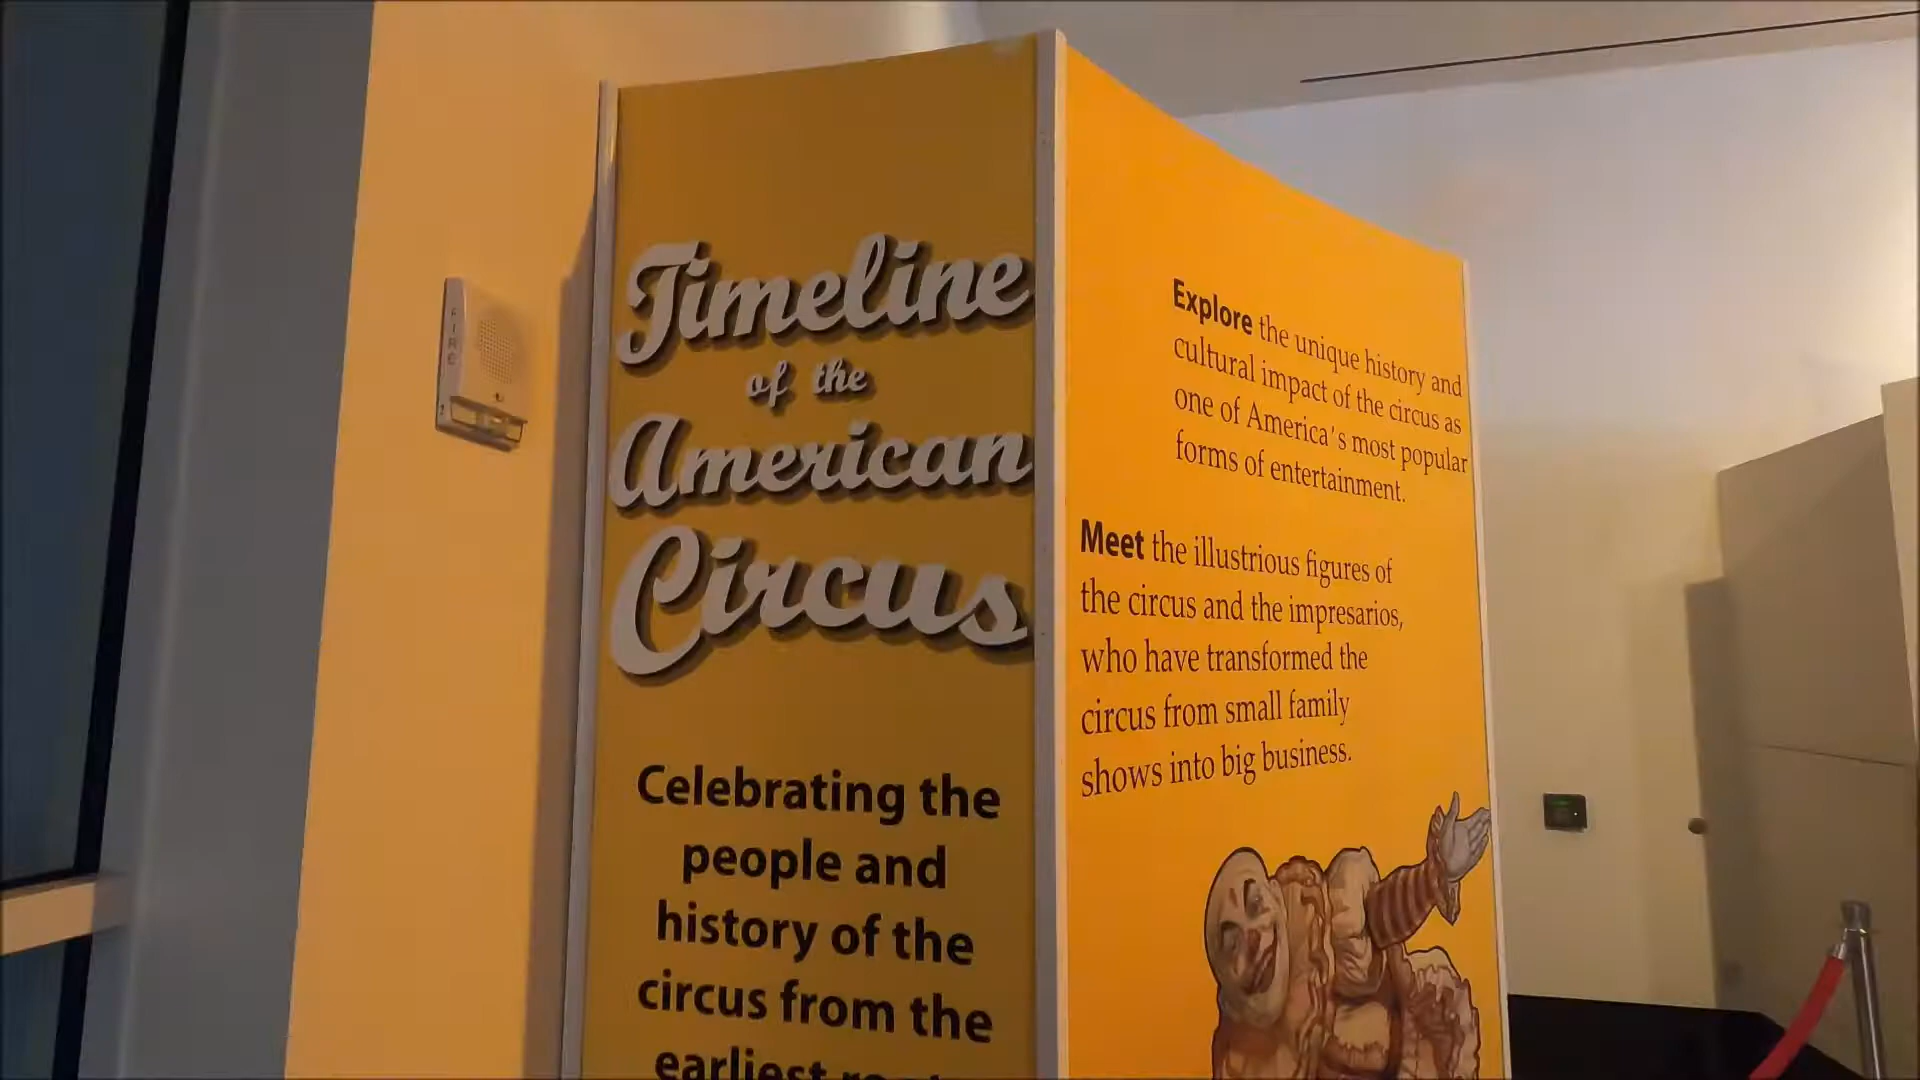 FIRE
Timeline
of the
American
Circus
Celebrating the
people and
history of the
circus from the
earliest
Explore the unique history and
cultural impact of the circus as
one of America's most popular
forms of entertainment.
Meet the illustrious figures of
the circus and the impresarios,
who have transformed the
circus from small family
shows into big business.